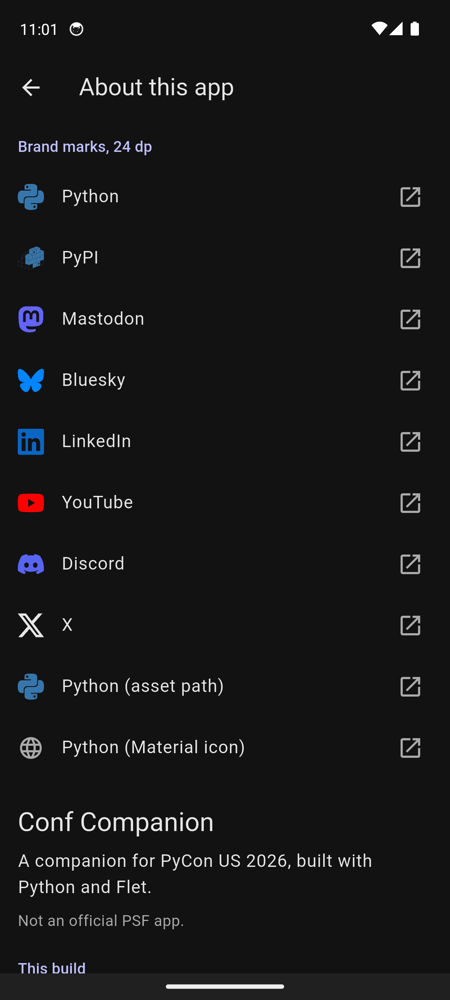 11:01
About this app
Brand marks, 24 dp
Python
PyPI
Mastodon
Bluesky
in LinkedIn
YouTube
Discord
X
Python (asset path)
Python (Material icon)
Conf Companion
A companion for PyCon US 2026, built with
Python and Flet.
Not an official PSF app.
This build